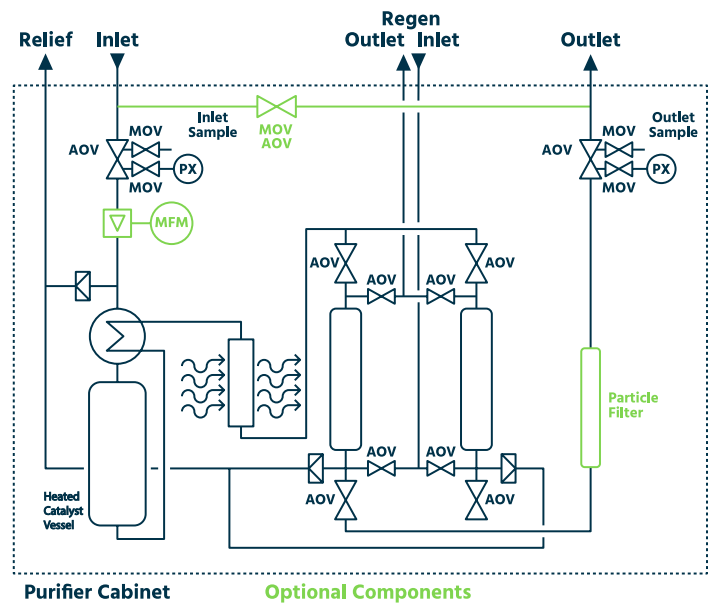 Regen
Relief Inlet Outlet Inlet Outlet
Inlet
Sample
MOV
AOV
MOV
AOV
PX
MOV
MOV
Outlet
Sample
AOV
PX
MOV
MFM
AOV
AOV
AOV
AOV
Particle
Filter
AOV
AOV
Heated
Catalyst
Vessel
AOV
AOV
Purifier Cabinet
Optional Components